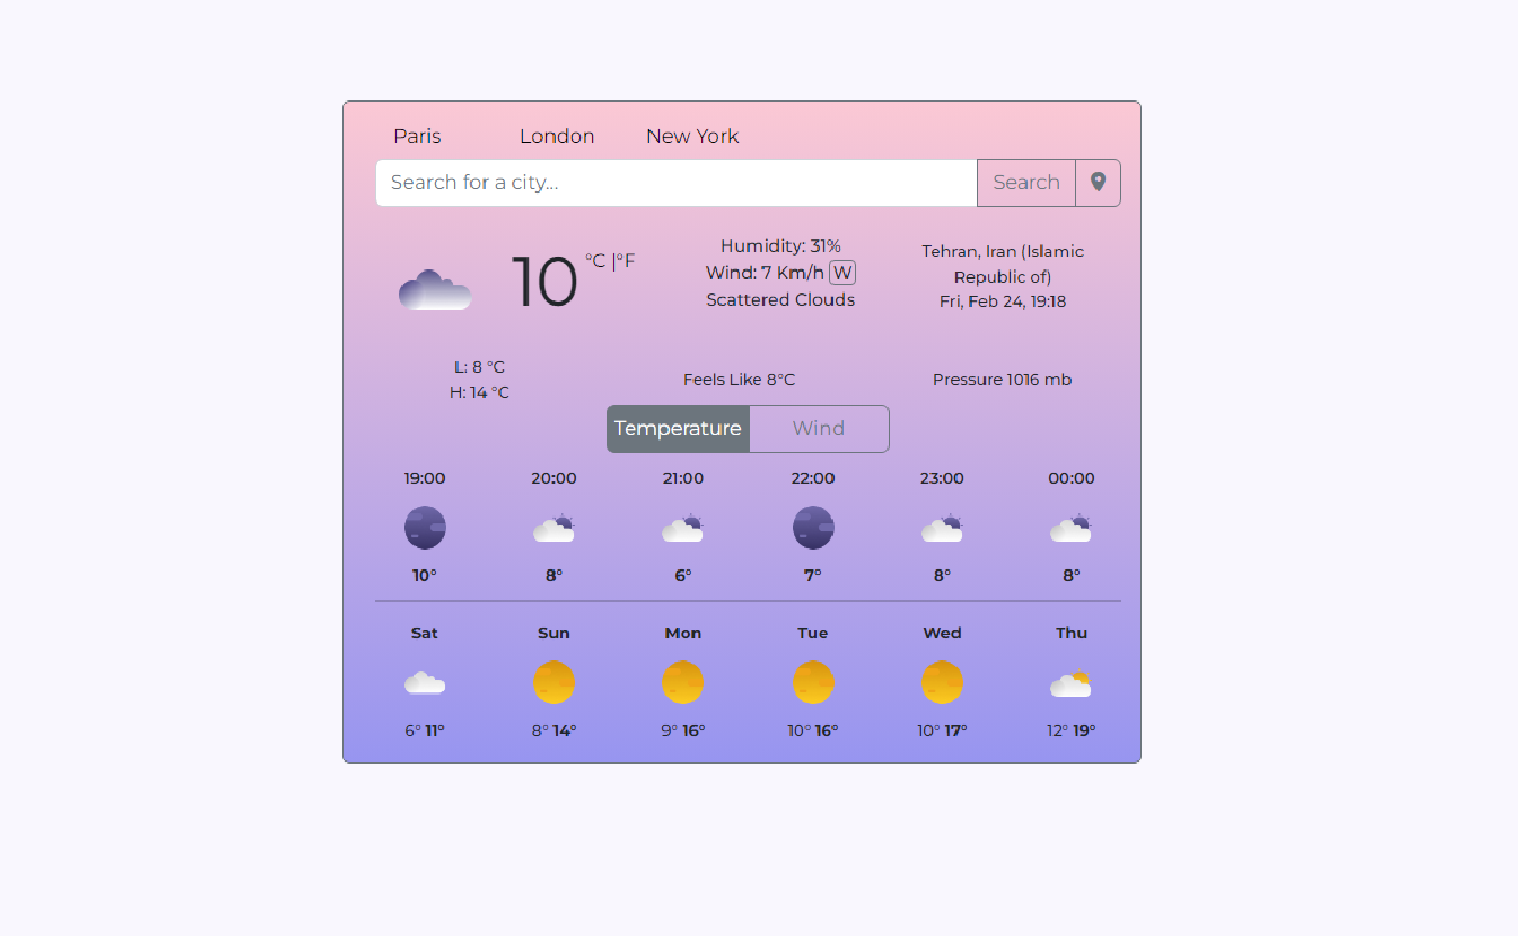 Paris London New York
Search for a city... Search
10 °C |°F
Humidity: 31%
Wind: 7 Km/h W
Scattered Clouds
Tehran, Iran (Islamic
Republic of)
Fri, Feb 24, 19:18
L: 8 °C
H: 14 °C
Feels Like 8°C
Pressure 1016 mb
Temperature Wind
19:00 20:00 21:00 22:00 23:00 00:00
10° 8° 6° 7° 8° 8°
Sat Sun Mon Tue Wed Thu
6° 11° 8° 14° 9° 16° 10° 16° 10° 17° 12° 19°